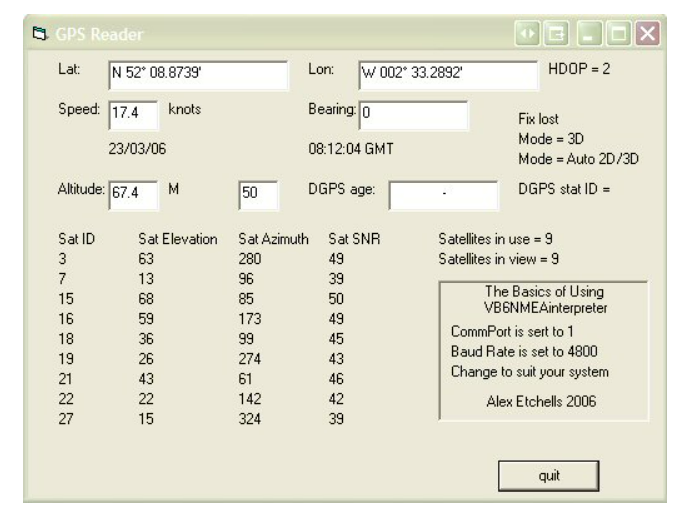 GPS Reader
Lat: N 52° 08.8739' Lon: W 002° 33.2892' HDOP = 2
Speed: 17.4 knots Bearing: 0
Fix lost
Mode = 3D
23/03/06 08:12:04 GMT
Mode = Auto 2D/3D
Altitude: 67.4 M 50 DGPS age: - DGPS stat ID =
Sat ID Sat Elevation Sat Azimuth Sat SNR
3 63 280 49
7 13 96 39
15 68 85 50
16 59 173 49
18 36 99 45
19 26 274 43
21 43 61 46
22 22 142 42
27 15 324 39
Satellites in use = 9
Satellites in view = 9
The Basics of Using
VB6NMEAinterpreter
CommPort is sert to 1
Baud Rate is set to 4800
Change to suit your system
Alex Etchells 2006
quit